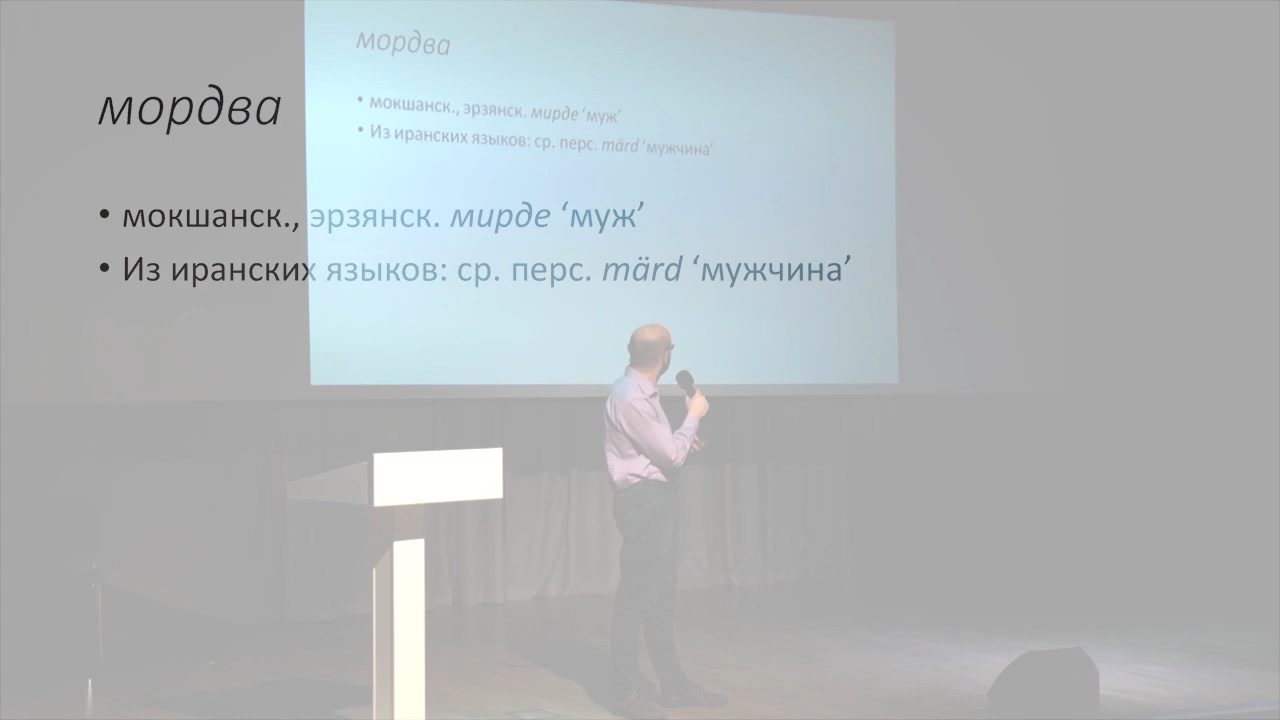 мордва
• мокшанск., эрзянск. мирде ‘муж’
• Из иранских языков: ср. перс. märd ‘мужчина’
мордва
• мокшанск., эрзянск. мирде ‘муж’
• Из иранских языков: ср. перс. märd ‘мужчина’